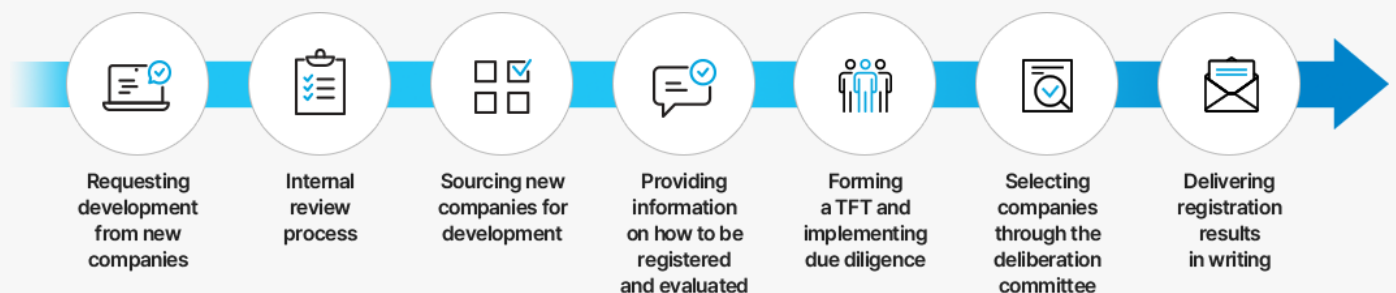 Requesting
development
from new
companies
Internal
review
process
Sourcing new
companies for
development
Providing
information
on how to be
registered
and evaluated
Forming
a TFT and
implementing
due diligence
Selecting
companies
through the
deliberation
committee
Delivering
registration
results
in writing